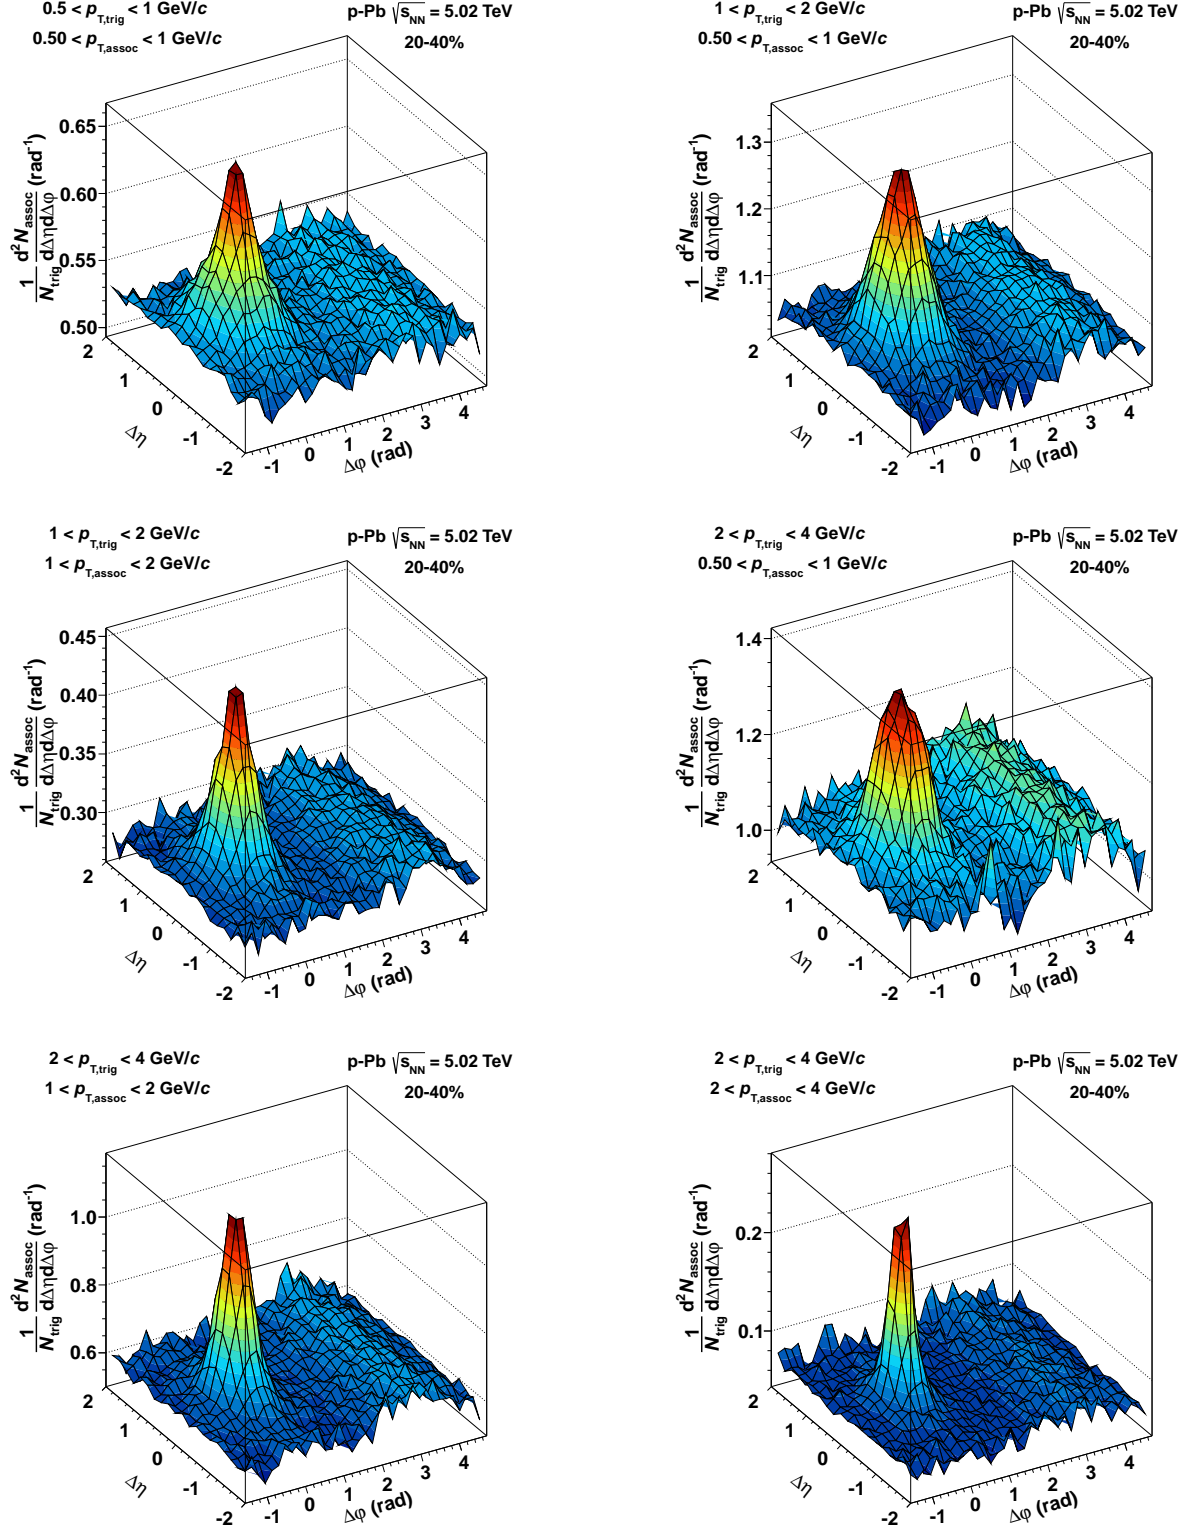 0.5 < p_T,trig < 1 GeV/c
0.50 < p_T,assoc < 1 GeV/c
p-Pb √s_NN = 5.02 TeV
20-40%
1/N_trig d²N_assoc/dΔηdΔφ (rad⁻¹)
0.65
0.60
0.55
0.50
2
1
0
-1
-2
Δη
-1
0
1
2
3
4
Δφ (rad)
1 < p_T,trig < 2 GeV/c
0.50 < p_T,assoc < 1 GeV/c
p-Pb √s_NN = 5.02 TeV
20-40%
1/N_trig d²N_assoc/dΔηdΔφ (rad⁻¹)
1.3
1.2
1.1
2
1
0
-1
-2
Δη
-1
0
1
2
3
4
Δφ (rad)
1 < p_T,trig < 2 GeV/c
1 < p_T,assoc < 2 GeV/c
p-Pb √s_NN = 5.02 TeV
20-40%
1/N_trig d²N_assoc/dΔηdΔφ (rad⁻¹)
0.45
0.40
0.35
0.30
2
1
0
-1
-2
Δη
-1
0
1
2
3
4
Δφ (rad)
2 < p_T,trig < 4 GeV/c
0.50 < p_T,assoc < 1 GeV/c
p-Pb √s_NN = 5.02 TeV
20-40%
1/N_trig d²N_assoc/dΔηdΔφ (rad⁻¹)
1.4
1.2
1.0
2
1
0
-1
-2
Δη
-1
0
1
2
3
4
Δφ (rad)
2 < p_T,trig < 4 GeV/c
1 < p_T,assoc < 2 GeV/c
p-Pb √s_NN = 5.02 TeV
20-40%
1/N_trig d²N_assoc/dΔηdΔφ (rad⁻¹)
1.0
0.8
0.6
2
1
0
-1
-2
Δη
-1
0
1
2
3
4
Δφ (rad)
2 < p_T,trig < 4 GeV/c
2 < p_T,assoc < 4 GeV/c
p-Pb √s_NN = 5.02 TeV
20-40%
1/N_trig d²N_assoc/dΔηdΔφ (rad⁻¹)
0.2
0.1
2
1
0
-1
-2
Δη
-1
0
1
2
3
4
Δφ (rad)